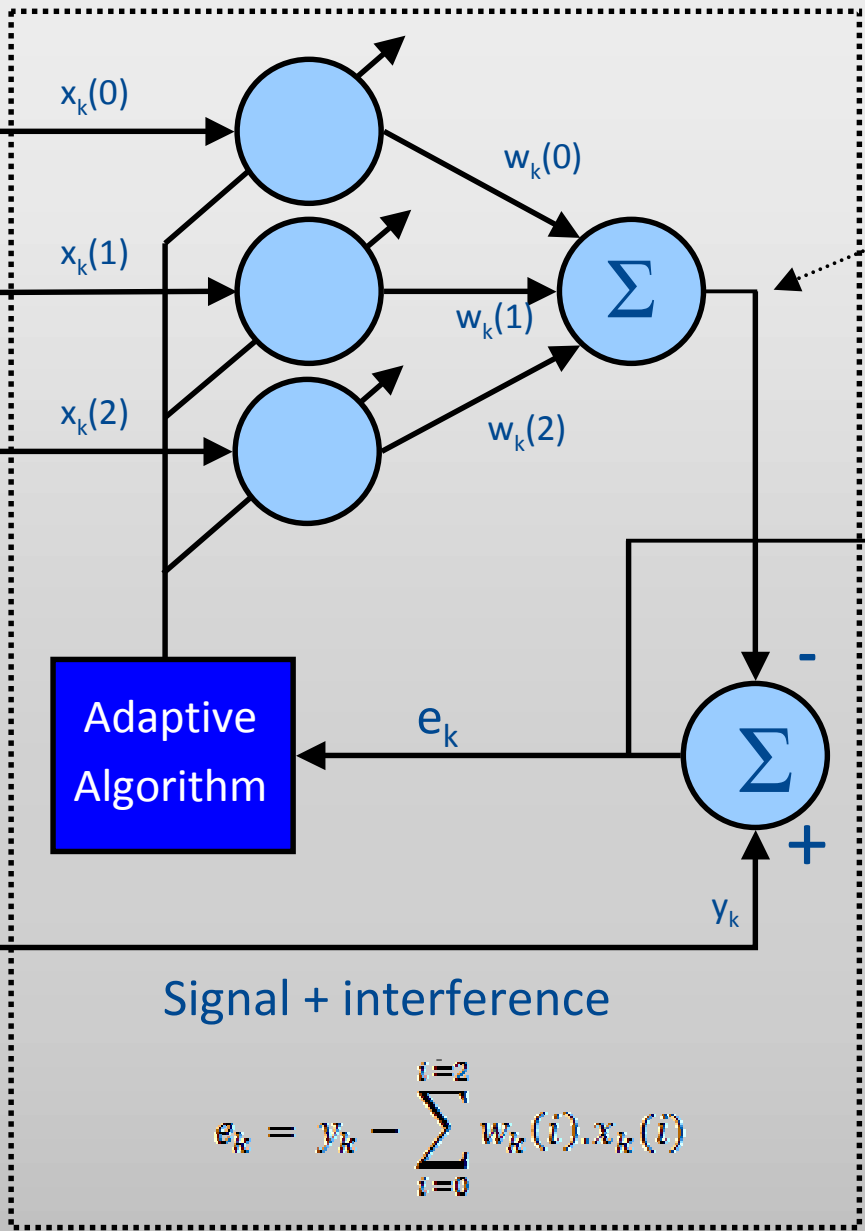 xₖ(0)
wₖ(0)
xₖ(1)
Σ
wₖ(1)
xₖ(2)
wₖ(2)
-
Adaptive
Algorithm
eₖ
Σ
+
yₖ
Signal + interference
eₖ = yₖ − ∑_{i=0}^{i=2} wₖ(i).xₖ(i)